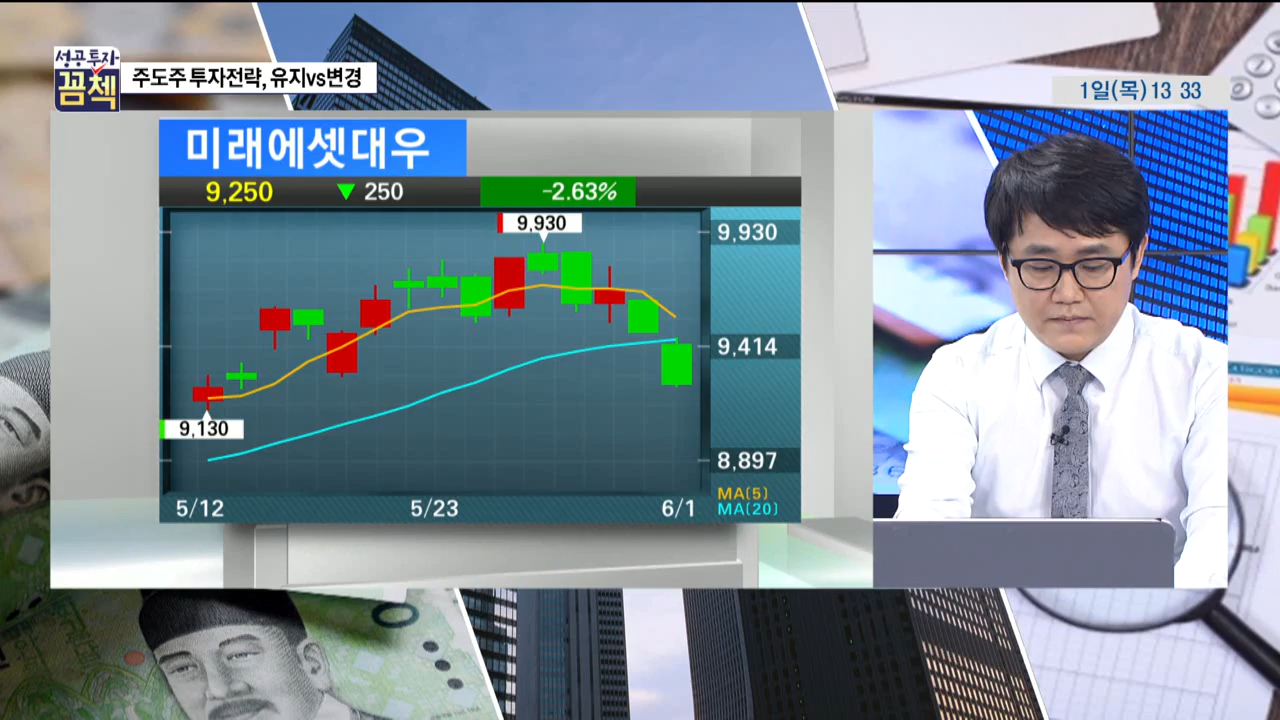 성공투자
꼼첵
주도주 투자전략, 유지vs변경
1일(목) 13 33
미래에셋대우
9,250 ▼ 250 -2.63%
9,930
9,930
9,414
9,130
8,897
MA(5)
MA(20)
5/12 5/23 6/1